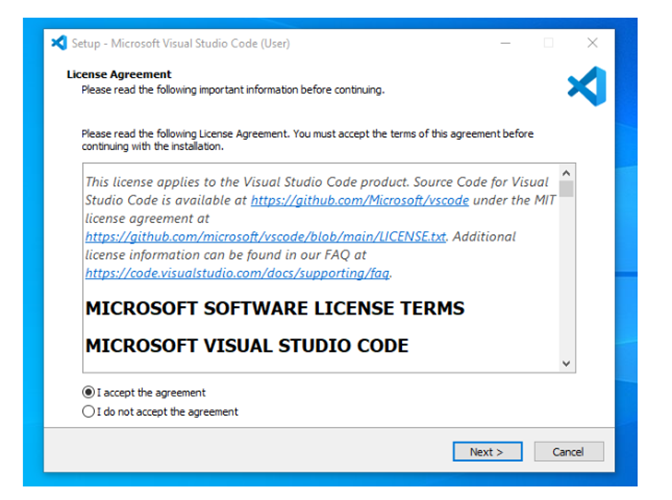 Setup - Microsoft Visual Studio Code (User)
License Agreement
Please read the following important information before continuing.
Please read the following License Agreement. You must accept the terms of this agreement before
continuing with the installation.
This license applies to the Visual Studio Code product. Source Code for Visual
Studio Code is available at https://github.com/Microsoft/vscode under the MIT
license agreement at
https://github.com/microsoft/vscode/blob/main/LICENSE.txt. Additional
license information can be found in our FAQ at
https://code.visualstudio.com/docs/supporting/faq.
MICROSOFT SOFTWARE LICENSE TERMS
MICROSOFT VISUAL STUDIO CODE
I accept the agreement
I do not accept the agreement
Next >
Cancel